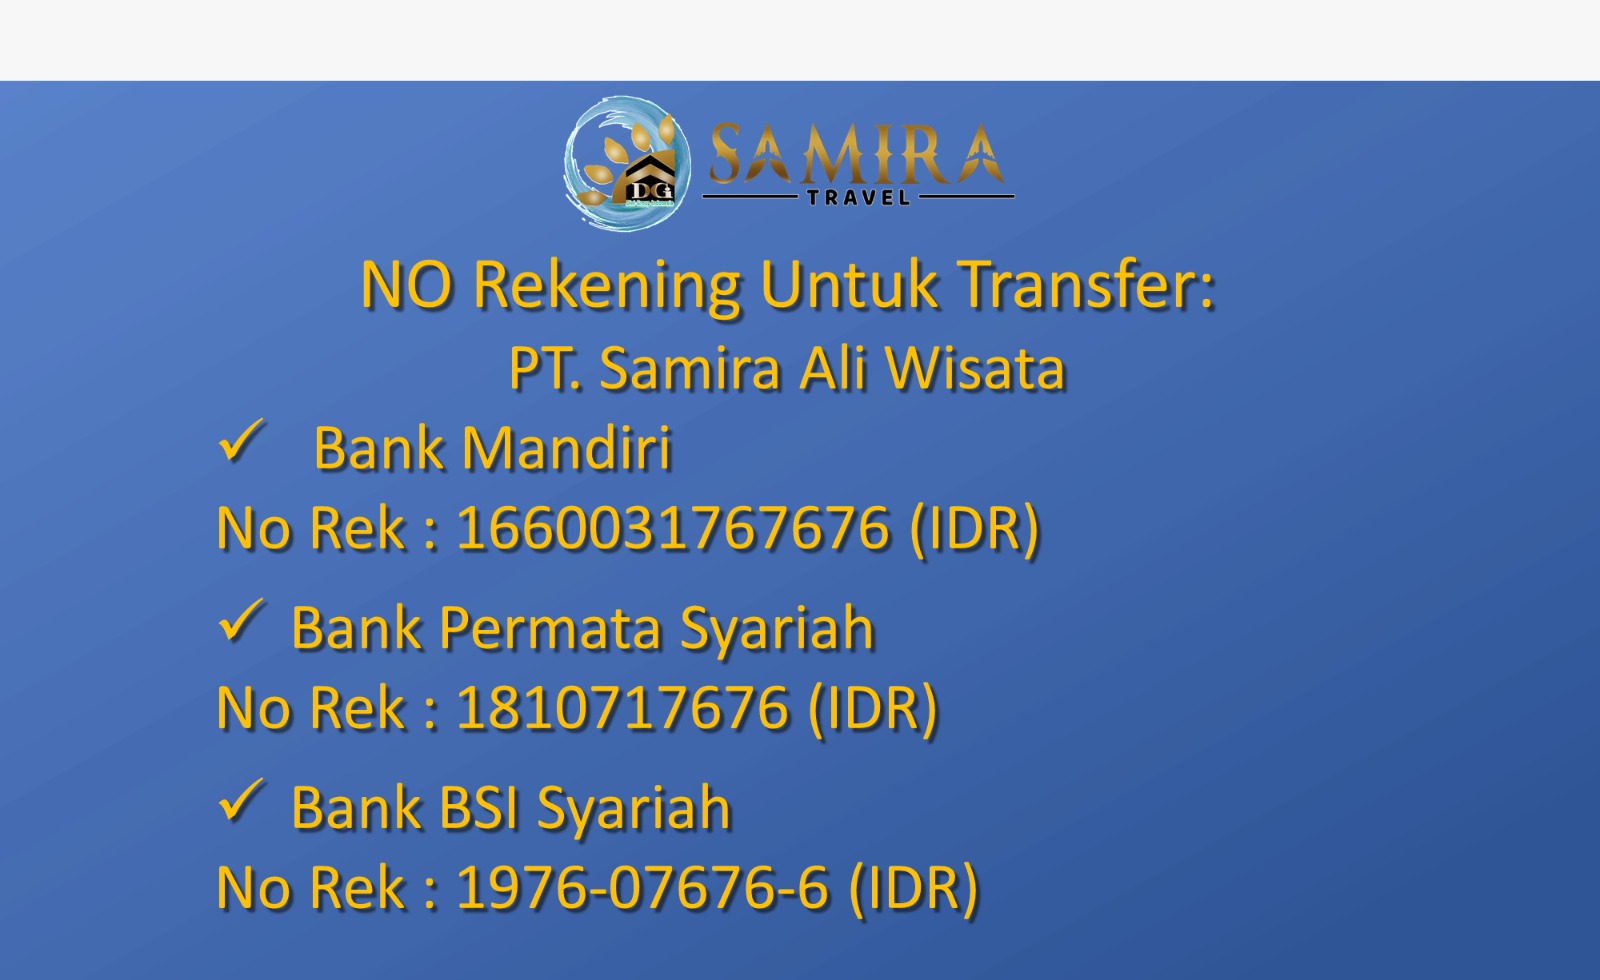 SAMIRA
TRAVEL
DG
NO Rekening Untuk Transfer:
PT. Samira Ali Wisata
✓ Bank Mandiri
No Rek : 1660031767676 (IDR)
✓ Bank Permata Syariah
No Rek : 1810717676 (IDR)
✓ Bank BSI Syariah
No Rek : 1976-07676-6 (IDR)